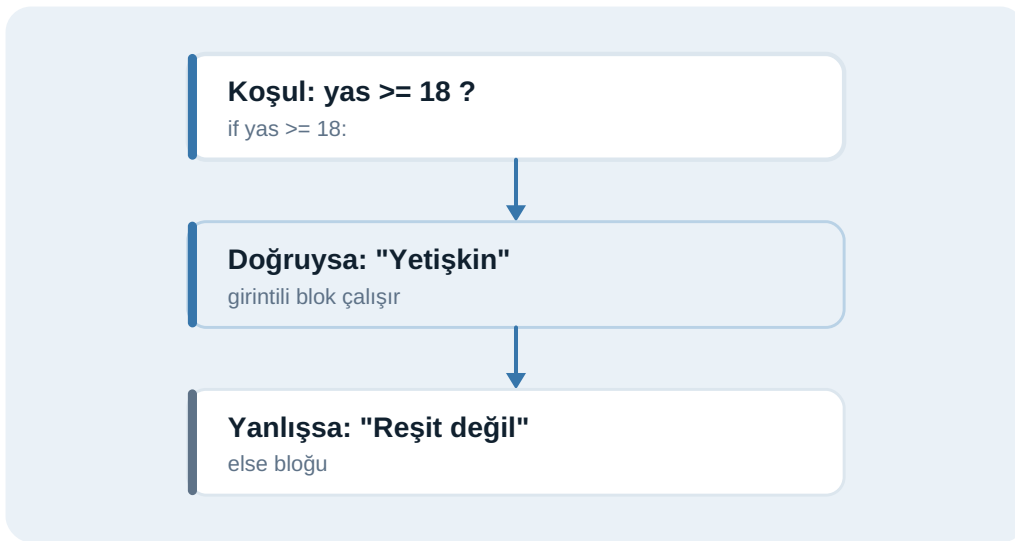 Koşul: yas >= 18 ?
if yas >= 18:
Doğruysa: "Yetişkin"
girintili blok çalışır
Yanlışsa: "Reşit değil"
else bloğu